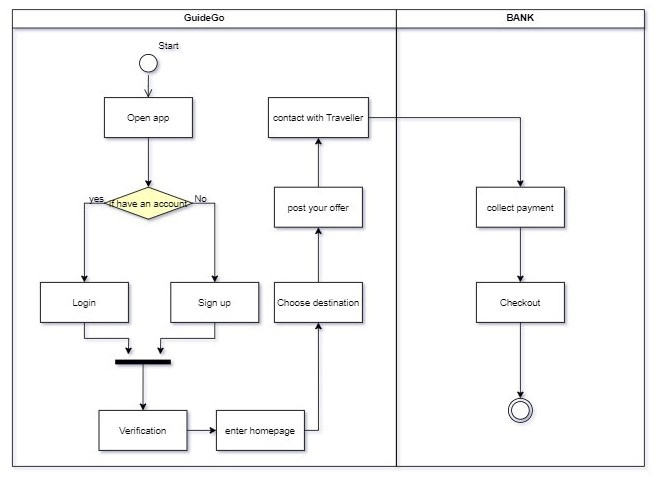 GuideGo
BANK
Start
Open app
contact with Traveller
yes
if have an account
No
post your offer
collect payment
Login
Sign up
Choose destination
Checkout
Verification
enter homepage